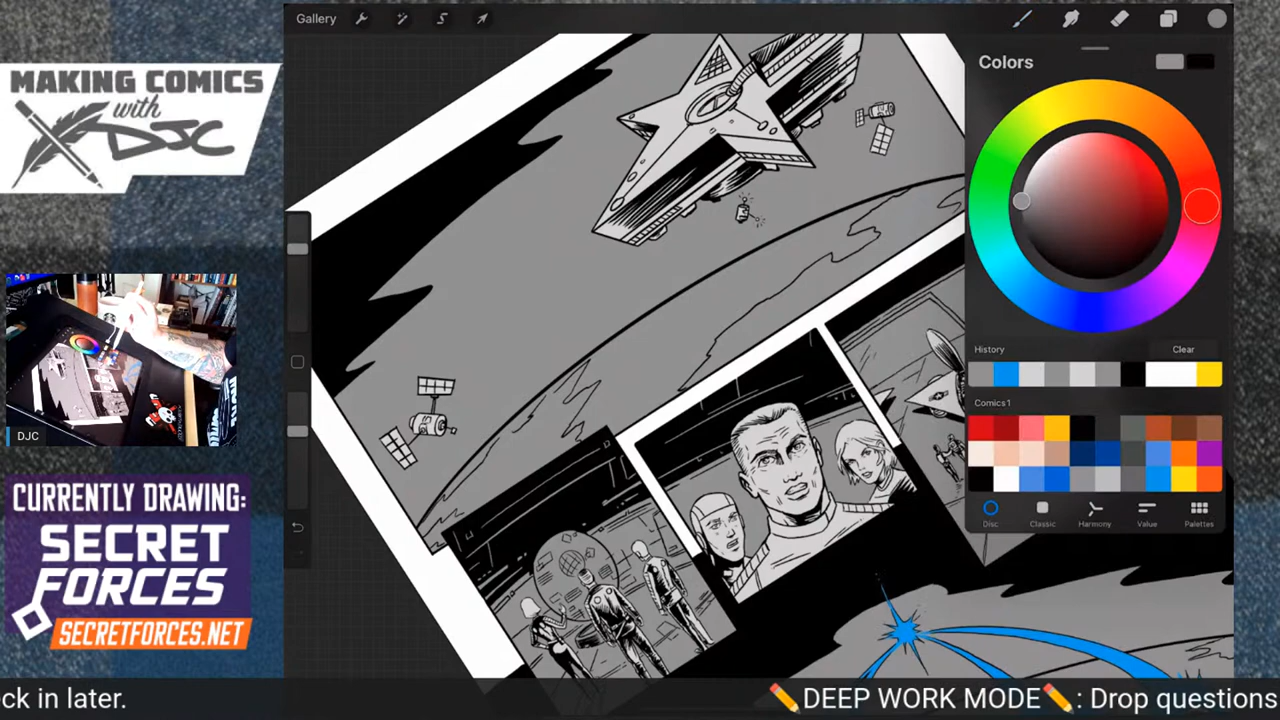 Gallery
MAKING COMICS
with
DJC
Colors
History
Clear
Comics1
Disc
Classic
Harmony
Value
Palettes
DJC
CURRENTLY DRAWING:
SECRET
FORCES
SECRETFORCES.NET
ck in later.
✏️DEEP WORK MODE✏️: Drop questions